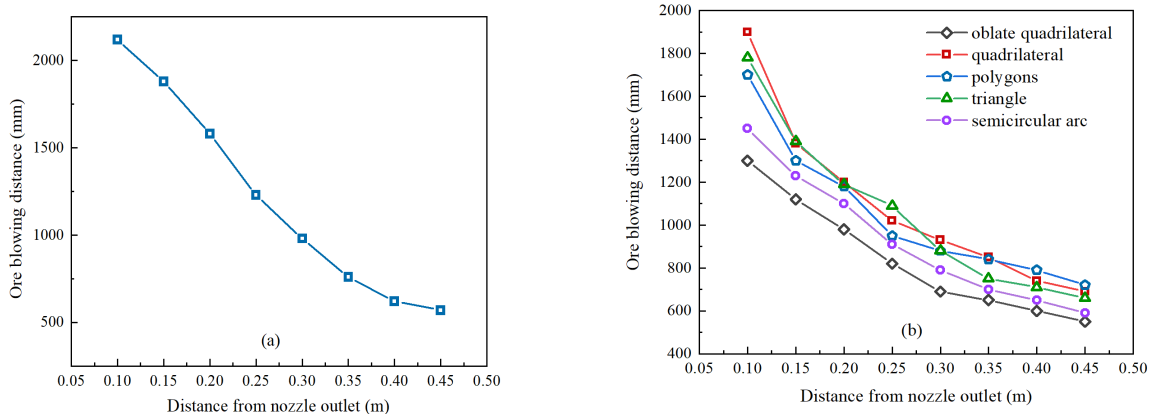 2000
1500
1000
500
Ore blowing distance (mm)
(a)
0.05 0.10 0.15 0.20 0.25 0.30 0.35 0.40 0.45 0.50
Distance from nozzle outlet (m)
2000
1800
1600
1400
1200
1000
800
600
400
Ore blowing distance (mm)
oblate quadrilateral
quadrilateral
polygons
triangle
semicircular arc
(b)
0.05 0.10 0.15 0.20 0.25 0.30 0.35 0.40 0.45 0.50
Distance from nozzle outlet (m)